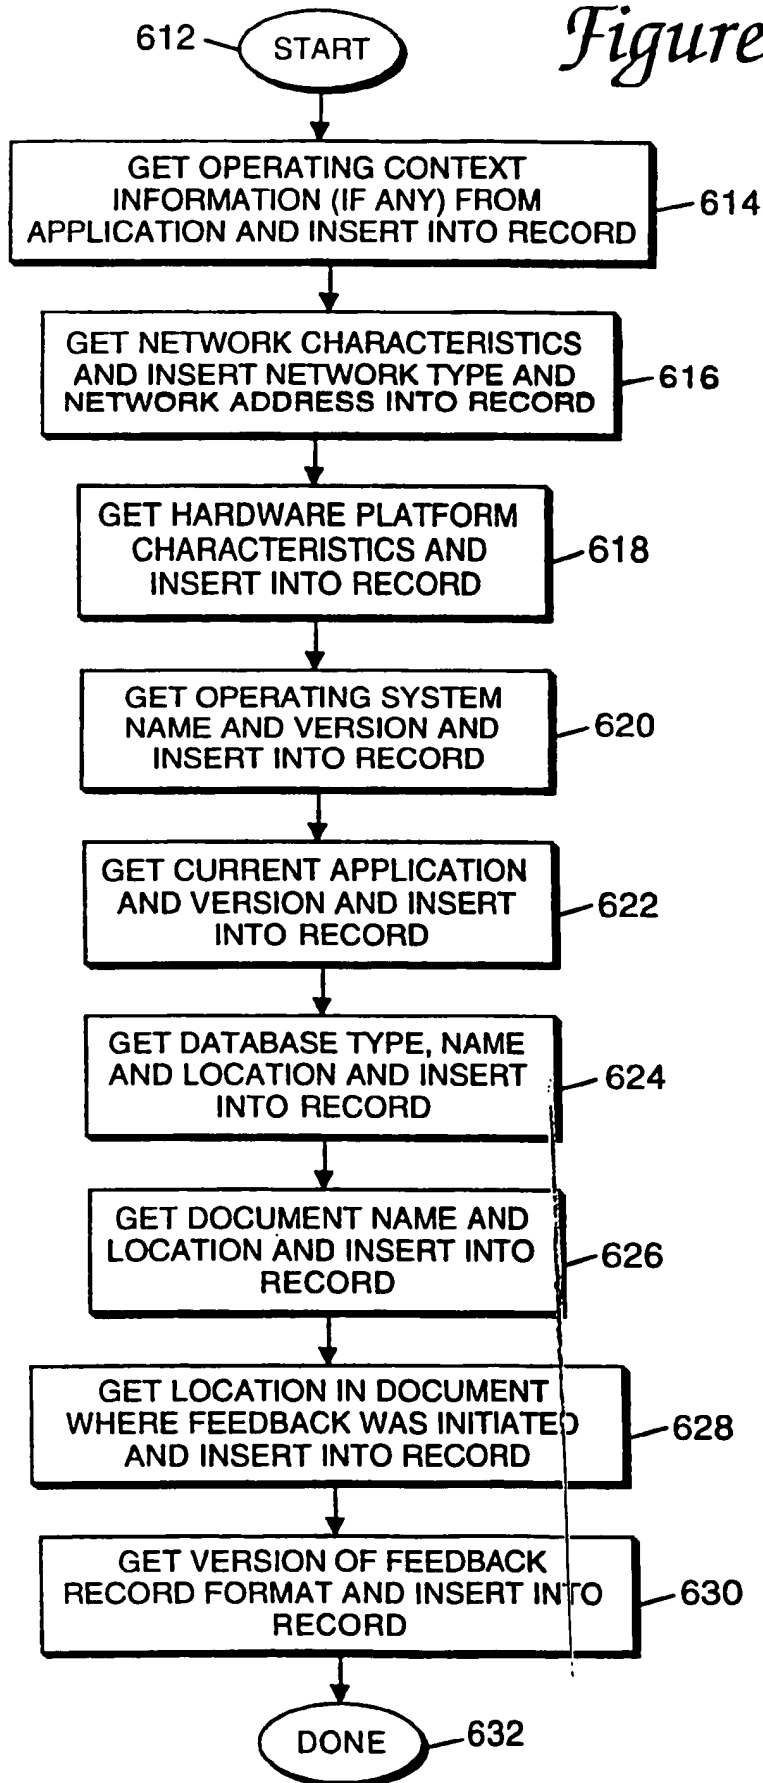 Figure
612
START
GET OPERATING CONTEXT
INFORMATION (IF ANY) FROM
APPLICATION AND INSERT INTO RECORD
614
GET NETWORK CHARACTERISTICS
AND INSERT NETWORK TYPE AND
NETWORK ADDRESS INTO RECORD
616
GET HARDWARE PLATFORM
CHARACTERISTICS AND
INSERT INTO RECORD
618
GET OPERATING SYSTEM
NAME AND VERSION AND
INSERT INTO RECORD
620
GET CURRENT APPLICATION
AND VERSION AND INSERT
INTO RECORD
622
GET DATABASE TYPE, NAME
AND LOCATION AND INSERT
INTO RECORD
624
GET DOCUMENT NAME AND
LOCATION AND INSERT INTO
RECORD
626
GET LOCATION IN DOCUMENT
WHERE FEEDBACK WAS INITIATED
AND INSERT INTO RECORD
628
GET VERSION OF FEEDBACK
RECORD FORMAT AND INSERT INTO
RECORD
630
DONE
632